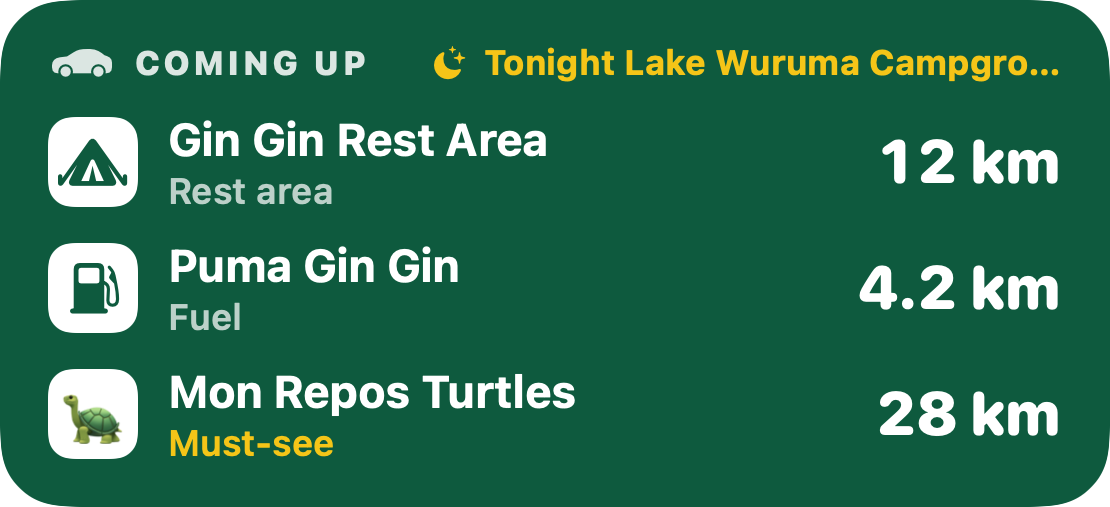 COMING UP
Tonight Lake Wuruma Campgro...
Gin Gin Rest Area
Rest area
12 km
Puma Gin Gin
Fuel
4.2 km
Mon Repos Turtles
Must-see
28 km